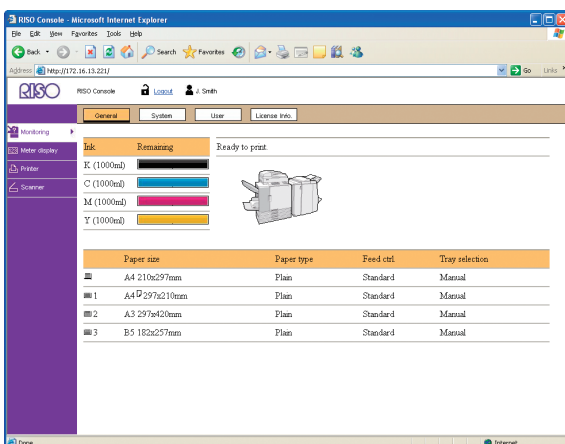 RISO Console - Microsoft Internet Explorer
File Edit View Favorites Tools Help
Back Search Favorites
Address http://172.16.13.221/ Go Links
RISO RISO Console Logout J. Smith
General System User License Info.
Monitoring
Meter display
Printer
Scanner
Ink Remaining Ready to print.
K (1000ml)
C (1000ml)
M (1000ml)
Y (1000ml)
Paper size Paper type Feed ctrl. Tray selection
A4 210x297mm Plain Standard Manual
1 A4 297x210mm Plain Standard Manual
2 A3 297x420mm Plain Standard Manual
3 B5 182x257mm Plain Standard Manual
Done Internet